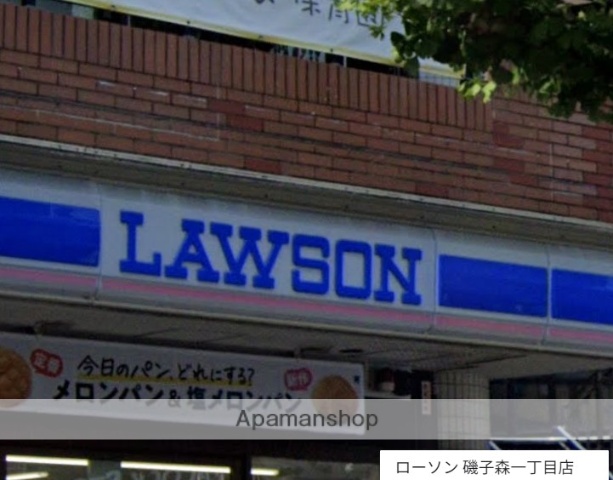 LAWSON
定番
今日のパン、どれにする?
新作
メロンパン&塩メロンパン
Apamanshop
ローソン 磯子森一丁目店